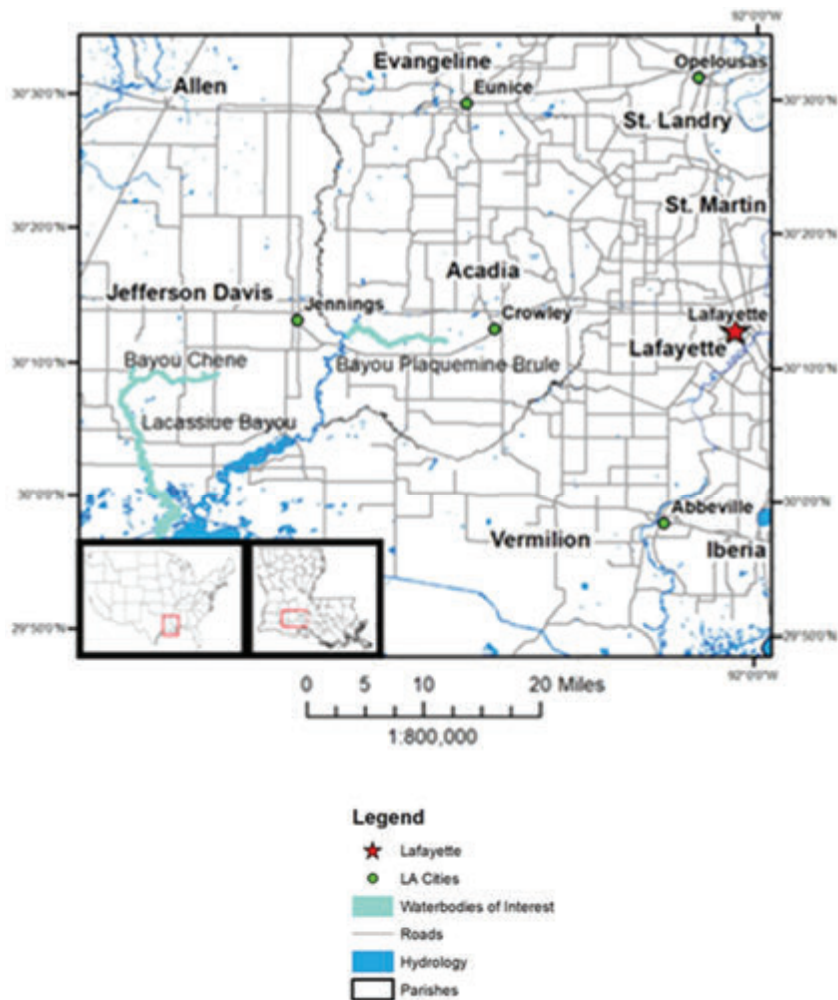 92°0'0"W
Evangeline
Opelousas
Allen
Eunice
30°30'0"N
30°30'0"N
St. Landry
St. Martin
30°20'0"N
30°20'0"N
Acadia
Jefferson Davis
Jennings
Crowley
Lafayette
Lafayette
30°10'0"N
Bayou Chene
Bayou Plaquemine Brule
30°10'0"N
Lacassiue Bayou
30°0'0"N
30°0'0"N
Abbeville
Vermilion
Iberia
29°50'0"N
29°50'0"N
92°0'0"W
0 5 10 20 Miles
1:800,000
Legend
Lafayette
LA Cities
Waterbodies of Interest
Roads
Hydrology
Parishes